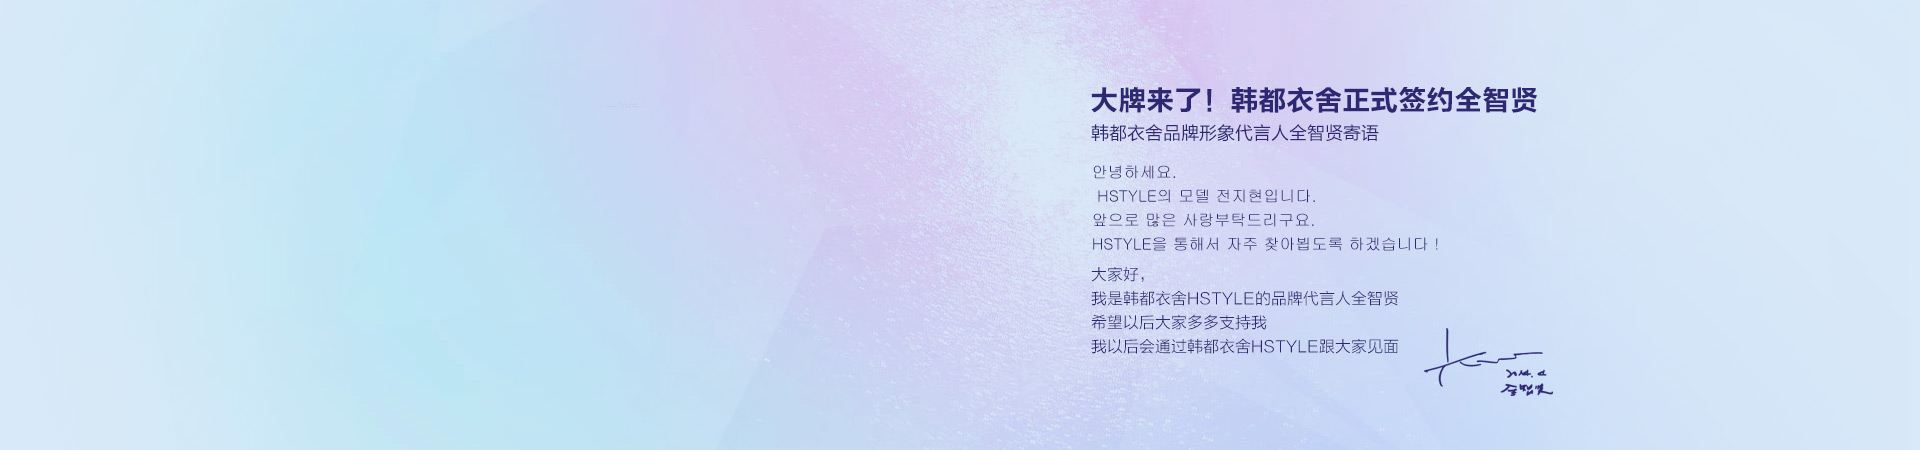 大牌来了！韩都衣舍正式签约全智贤
韩都衣舍品牌形象代言人全智贤寄语
안녕하세요.
HSTYLE의 모델 전지현입니다.
앞으로 많은 사랑부탁드리구요.
HSTYLE을 통해서 자주 찾아뵙도록 하겠습니다 !
大家好，
我是韩都衣舍HSTYLE的品牌代言人全智贤
希望以后大家多多支持我
我以后会通过韩都衣舍HSTYLE跟大家见面